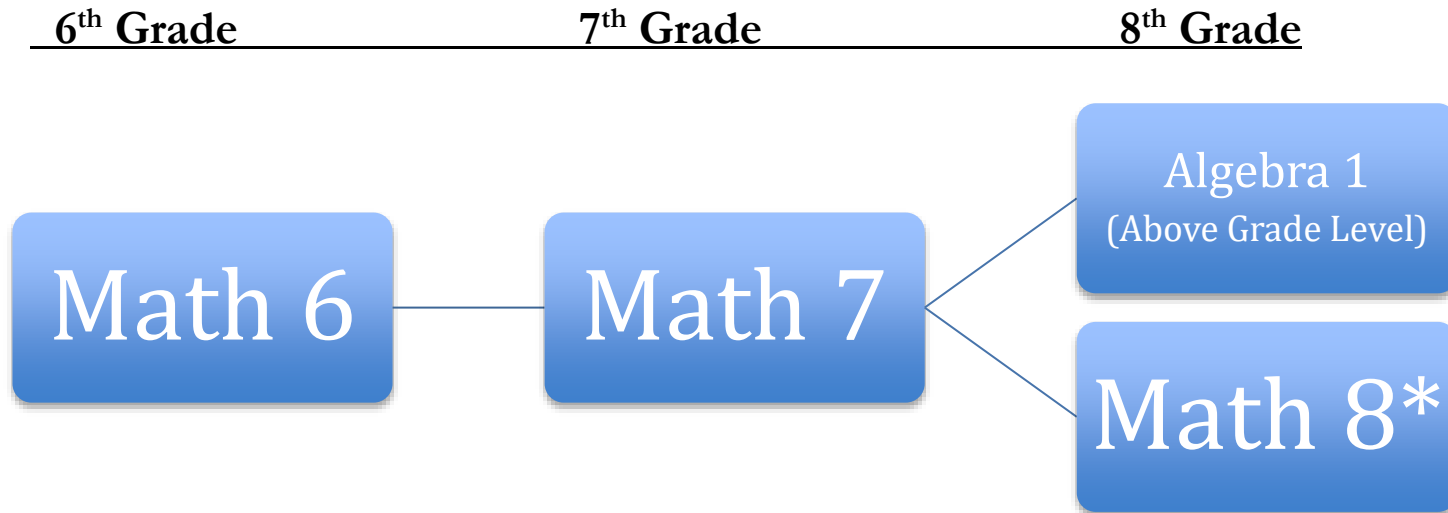 6th Grade 7th Grade 8th Grade
Algebra 1
(Above Grade Level)
Math 6
Math 7
Math 8*